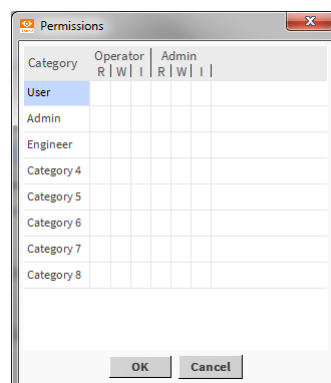 Permissions
Category Operator Admin
R W I R W I
User
Admin
Engineer
Category 4
Category 5
Category 6
Category 7
Category 8
OK Cancel